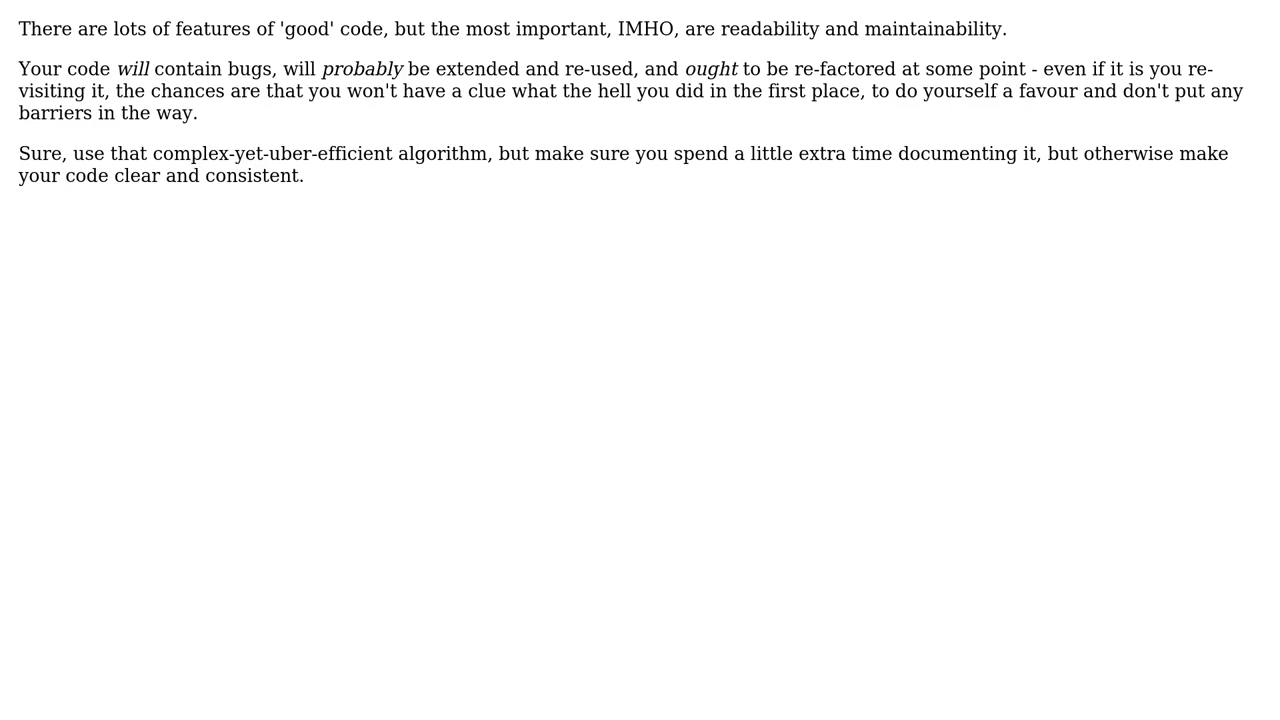 There are lots of features of 'good' code, but the most important, IMHO, are readability and maintainability.
Your code will contain bugs, will probably be extended and re-used, and ought to be re-factored at some point - even if it is you re-
visiting it, the chances are that you won't have a clue what the hell you did in the first place, to do yourself a favour and don't put any
barriers in the way.
Sure, use that complex-yet-uber-efficient algorithm, but make sure you spend a little extra time documenting it, but otherwise make
your code clear and consistent.